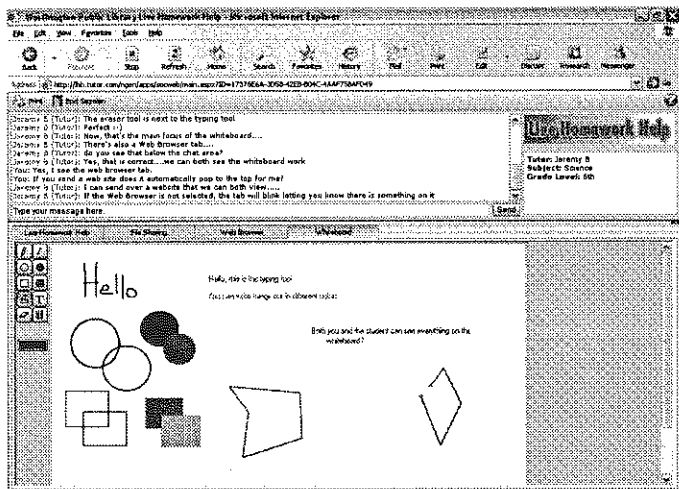 Public Library Live Homework Help - Microsoft Internet Explorer
File Edit View Favorites Tools Help
Back Stop Refresh Home Search Favorites History Mail Print Edit Discuss Research Messenger
Print End Session
Jeremy B (Tutor): The eraser tool is next to the typing tool
Jeremy B (Tutor): Perfect :-)
Jeremy B (Tutor): Now, that's the main focus of the whiteboard....
Jeremy B (Tutor): There's also a Web Browser tab...
Jeremy B (Tutor): do you see that below the chat area?
Jeremy B (Tutor): Yes, that is correct....we can both see the whiteboard work
You: Yes, I see the web browser tab.
You: If you send a web site does it automatically pop to the top for me?
Jeremy B (Tutor): I can send over a website that we can both view.....
Jeremy B (Tutor): If the Web Browser is not selected, the tab will blink letting you know there is something on it
Type your message here.
Send
Live Homework Help
Tutor: Jeremy B
Subject: Science
Grade Level: 6th
Live Homework Help File Sharing Web Browser Whiteboard
Hello
Hello, this is the typing tool
Both you and the student can see everything on the
whiteboard?